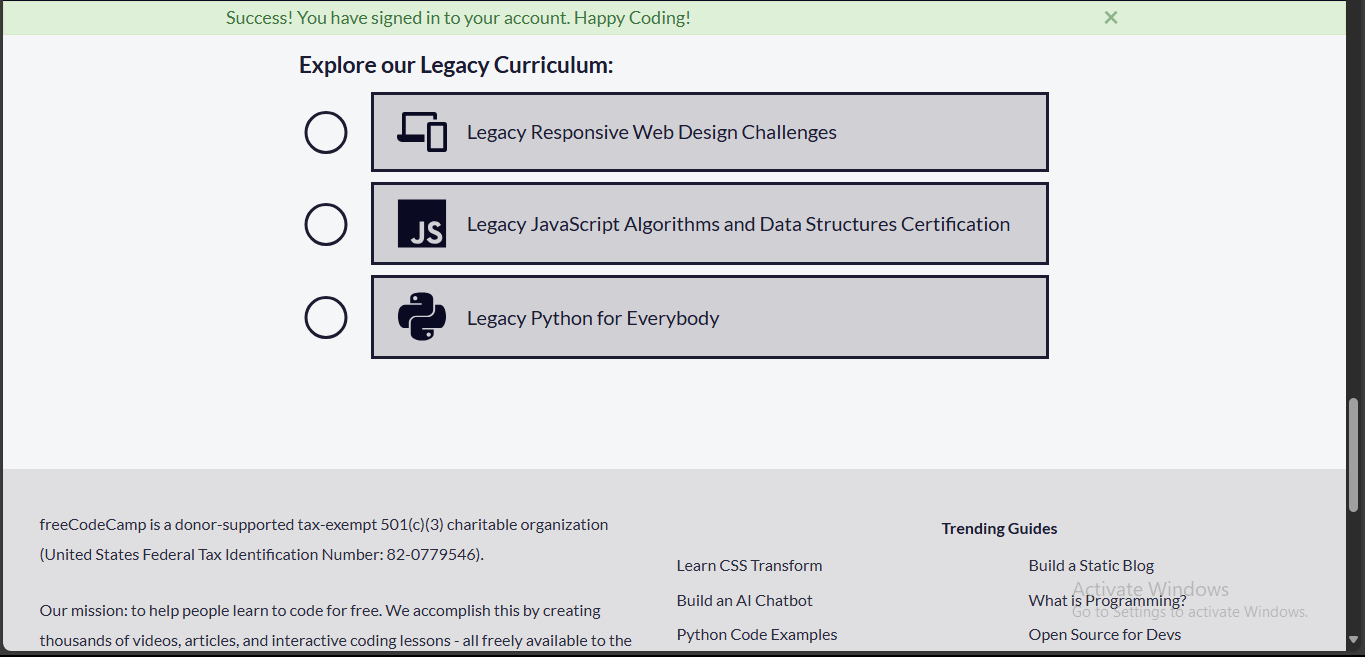 Success! You have signed in to your account. Happy Coding!
×
Explore our Legacy Curriculum:
Legacy Responsive Web Design Challenges
JS
Legacy JavaScript Algorithms and Data Structures Certification
Legacy Python for Everybody
freeCodeCamp is a donor-supported tax-exempt 501(c)(3) charitable organization
(United States Federal Tax Identification Number: 82-0779546).
Our mission: to help people learn to code for free. We accomplish this by creating
thousands of videos, articles, and interactive coding lessons - all freely available to the
Trending Guides
Learn CSS Transform
Build a Static Blog
Build an AI Chatbot
What is Programming?
Python Code Examples
Open Source for Devs
Activate Windows
Go to Settings to activate Windows.